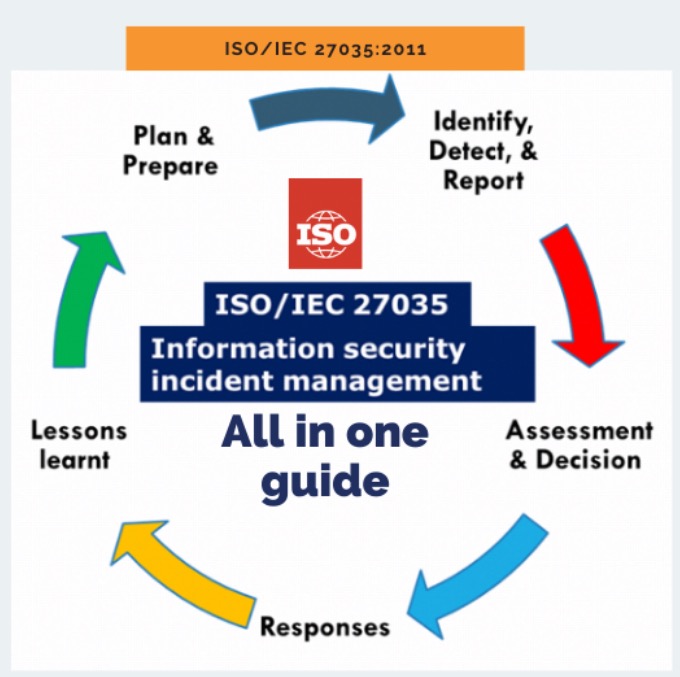 ISO/IEC 27035:2011
Plan &
Prepare
Identify,
Detect, &
Report
ISO
ISO/IEC 27035
Information security
incident management
All in one
guide
Lessons
learnt
Assessment
& Decision
Responses